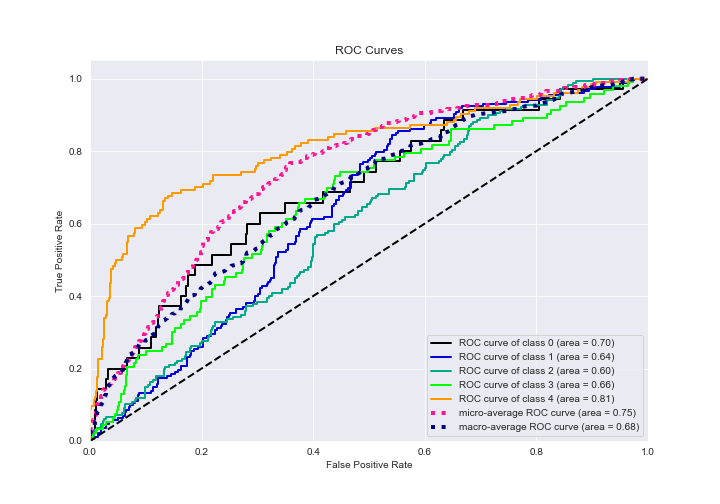 ROC Curves
1.0
0.8
0.6
0.4
0.2
0.0
True Positive Rate
ROC curve of class 0 (area = 0.70)
ROC curve of class 1 (area = 0.64)
ROC curve of class 2 (area = 0.60)
ROC curve of class 3 (area = 0.66)
ROC curve of class 4 (area = 0.81)
micro-average ROC curve (area = 0.75)
macro-average ROC curve (area = 0.68)
0.0 0.2 0.4 0.6 0.8 1.0
False Positive Rate